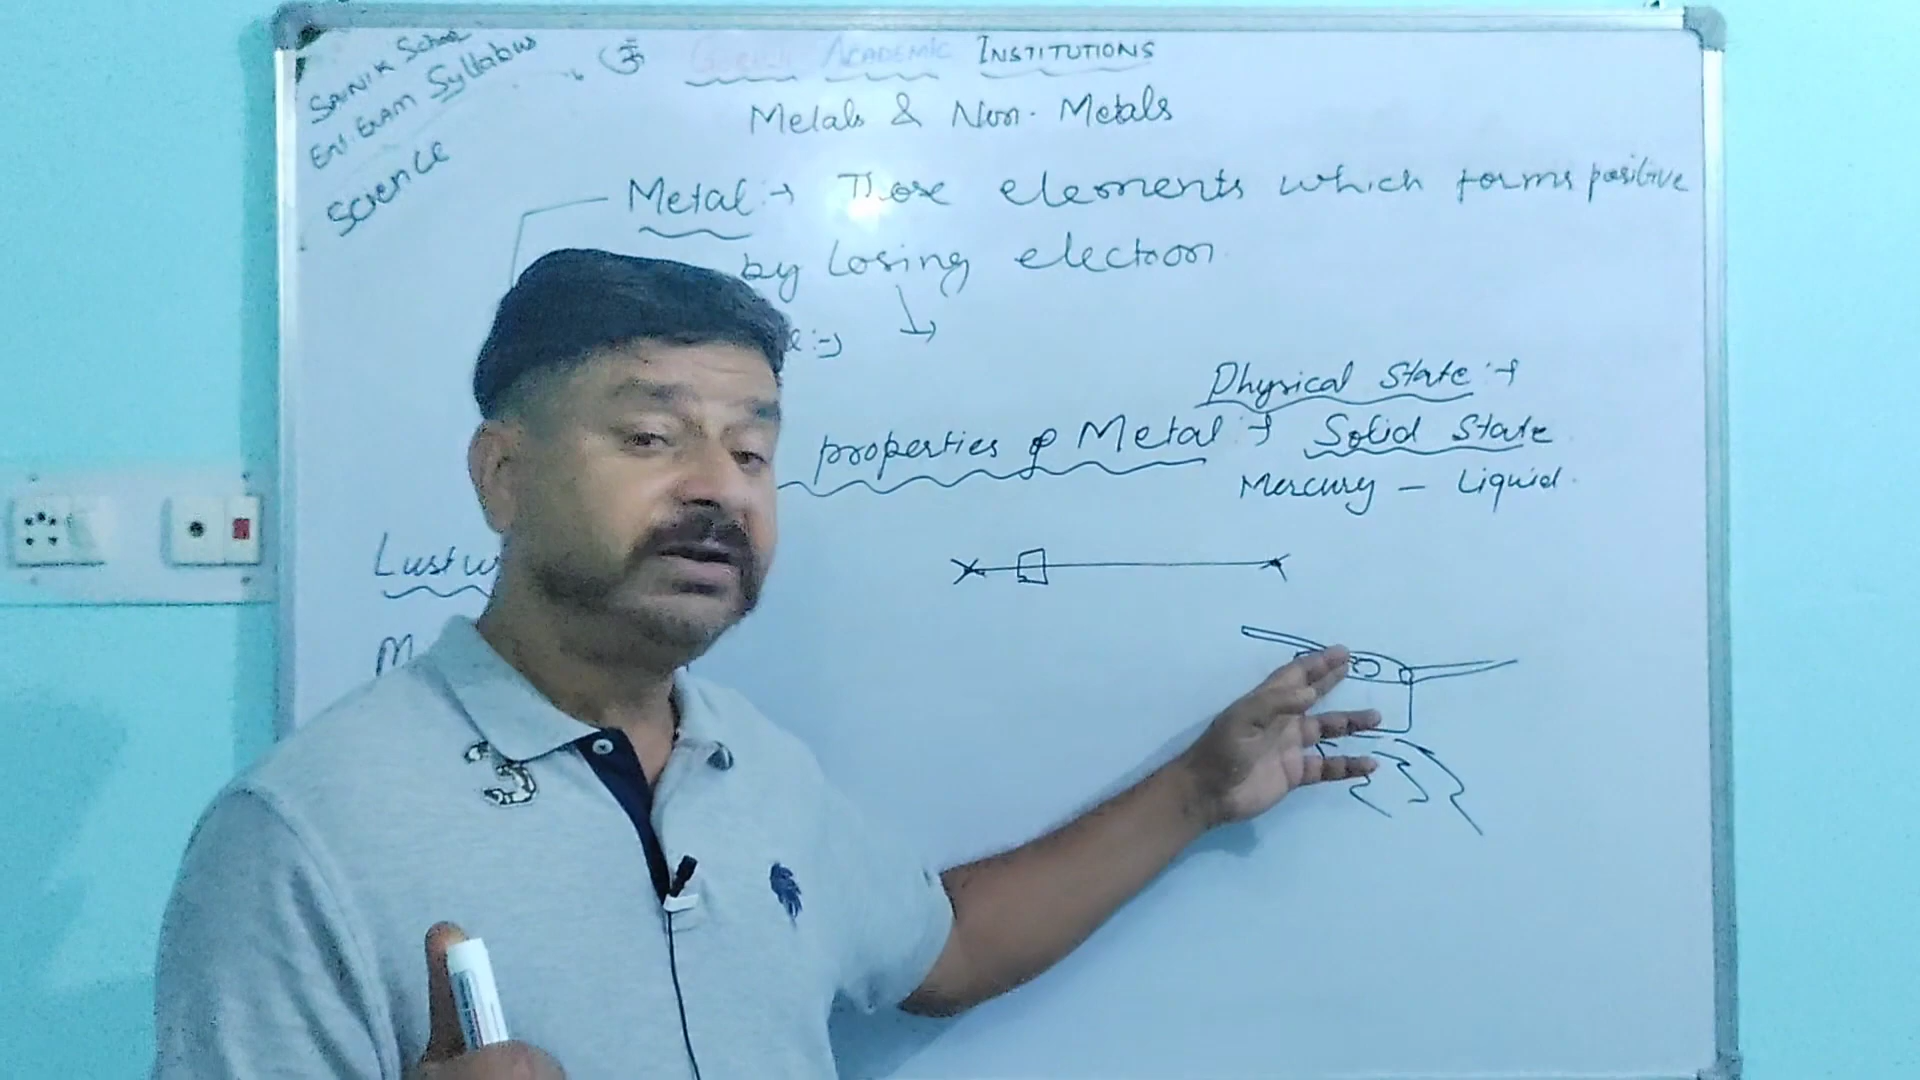 SAINIK School
Ent. EXAM Syllabus
Science
ॐ ACADEMIC INSTITUTIONS
Metals & Non-Metals
Metal :→ Those elements which forms positive
by losing electron
Physical State :→
properties of Metal :→ Solid State
Mercury - Liquid.
3